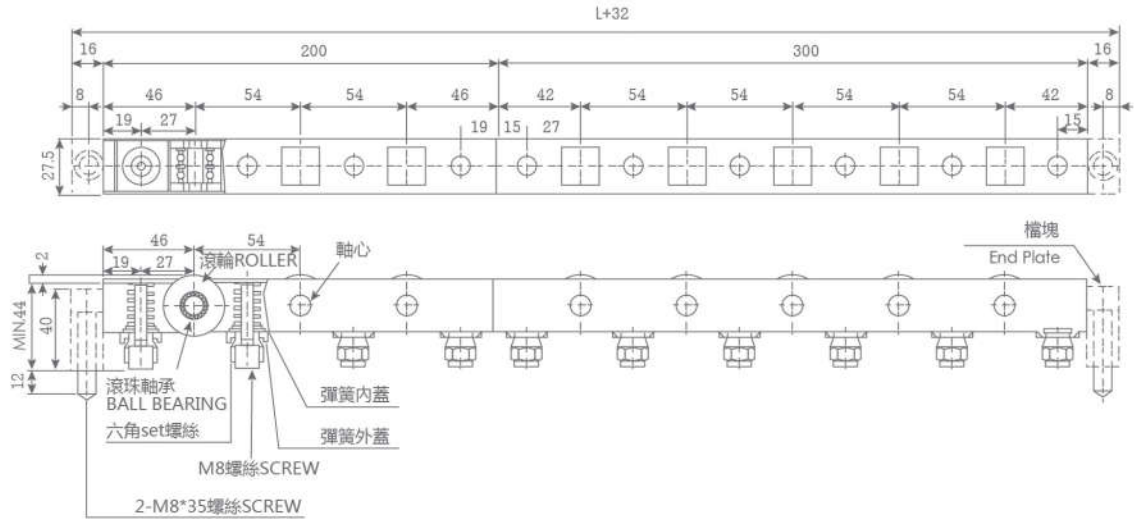 L+32
16 200 300 16
8 46 54 54 46 42 54 54 54 54 42 8
19 27 19 15 27 15
27.5
46 54
19 27
2
滾輪ROLLER
軸心
檔塊
End Plate
MIN.44
40
12
滾珠軸承
BALL BEARING
六角set螺絲
彈簧內蓋
彈簧外蓋
M8螺絲SCREW
2-M8*35螺絲SCREW